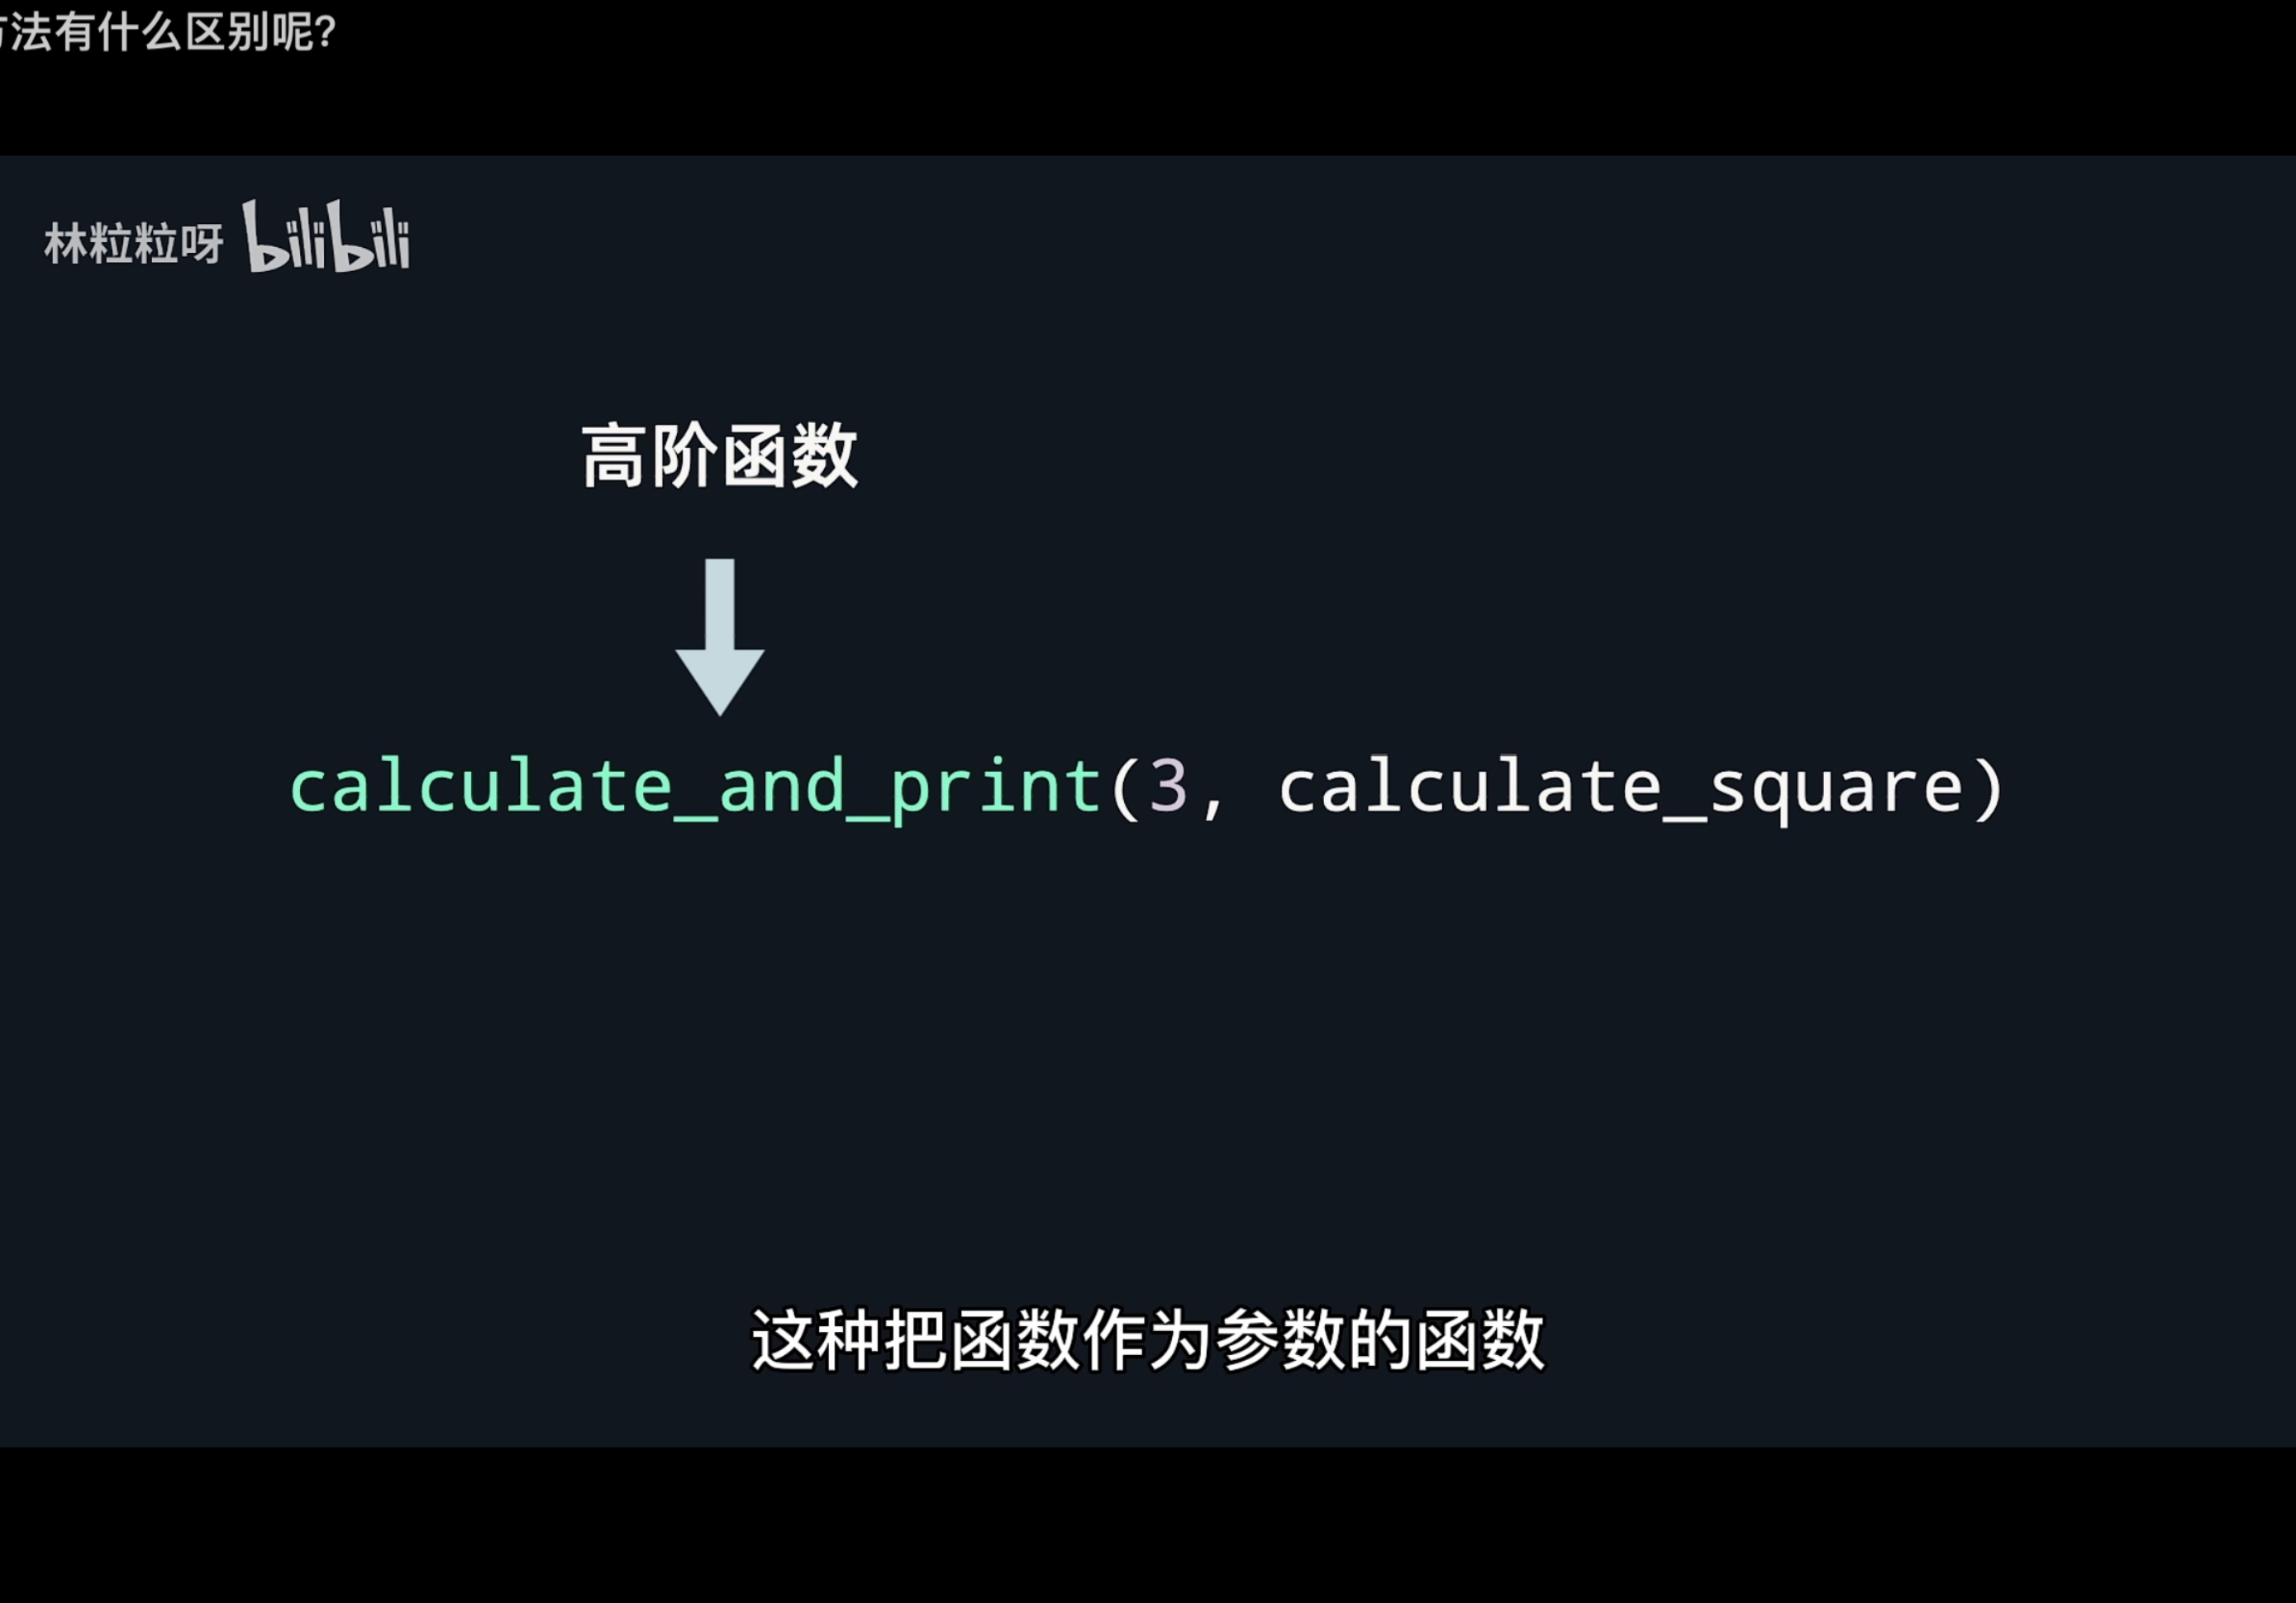 法有什么区别呢？
林粒粒呀 bilibili
高阶函数
calculate_and_print(3, calculate_square)
这种把函数作为参数的函数